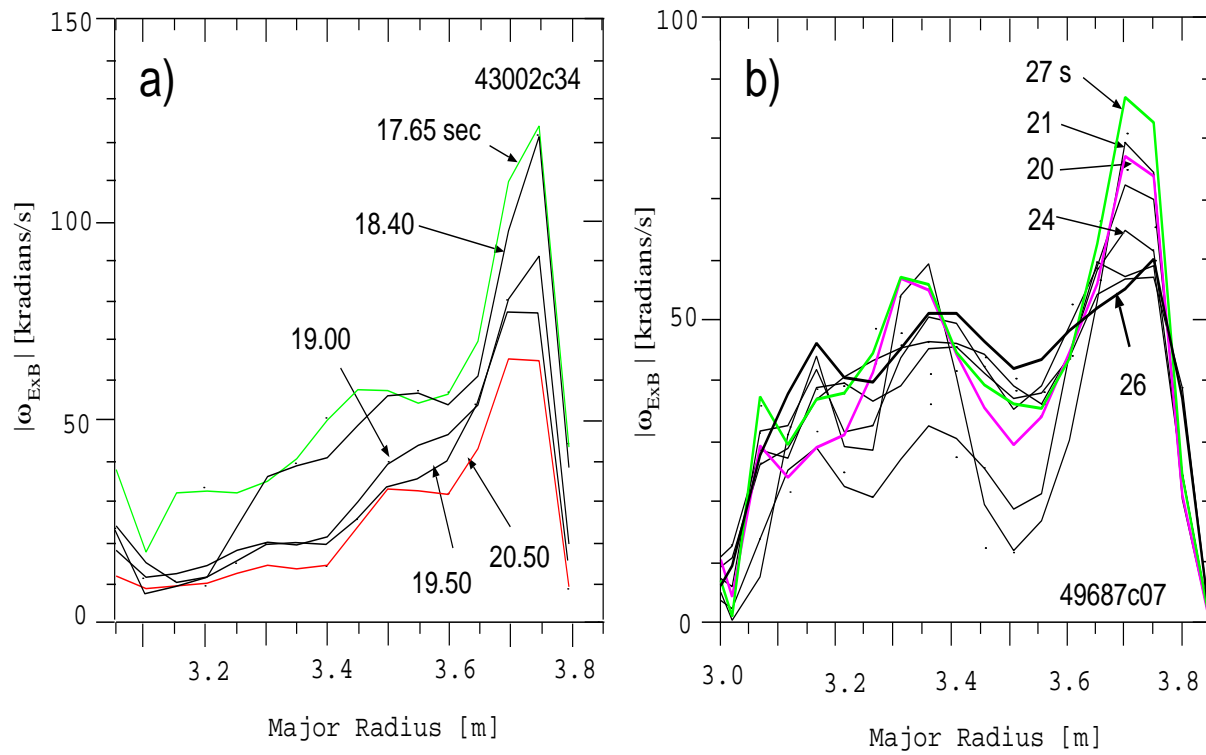 a)
43002c34
17.65 sec
18.40
19.00
19.50
20.50
150
100
50
0
|ω_ExB| [kradians/s]
3.2 3.4 3.6 3.8
Major Radius [m]
b)
27 s
21
20
24
26
49687c07
100
50
0
|ω_ExB| [kradians/s]
3.0 3.2 3.4 3.6 3.8
Major Radius [m]